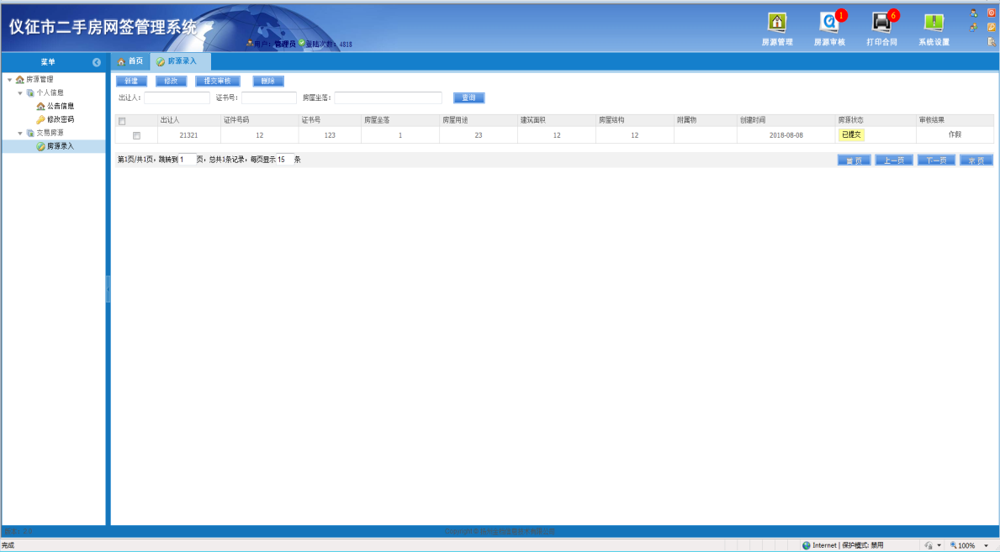 仪征市二手房网签管理系统
用户: 管理员 登陆次数: 4818
房源管理 1 房源审核 6 打印合同 系统设置
菜单
房源管理
个人信息
公告信息
修改密码
交易房源
房源录入
首页 房源录入
新建 修改 提交审核 删除
出让人: 证书号: 房屋坐落: 查询
出让人 证件号码 证书号 房屋坐落 房屋用途 建筑面积 房屋结构 附属物 创建时间 房源状态 审核结果
21321 12 123 1 23 12 12 2018-08-08 已提交 作假
第1页/共1页，跳转到 1 页，总共1条记录，每页显示 15 条
首 页 上一页 下一页 末 页
完成 Internet | 保护模式: 禁用 100%